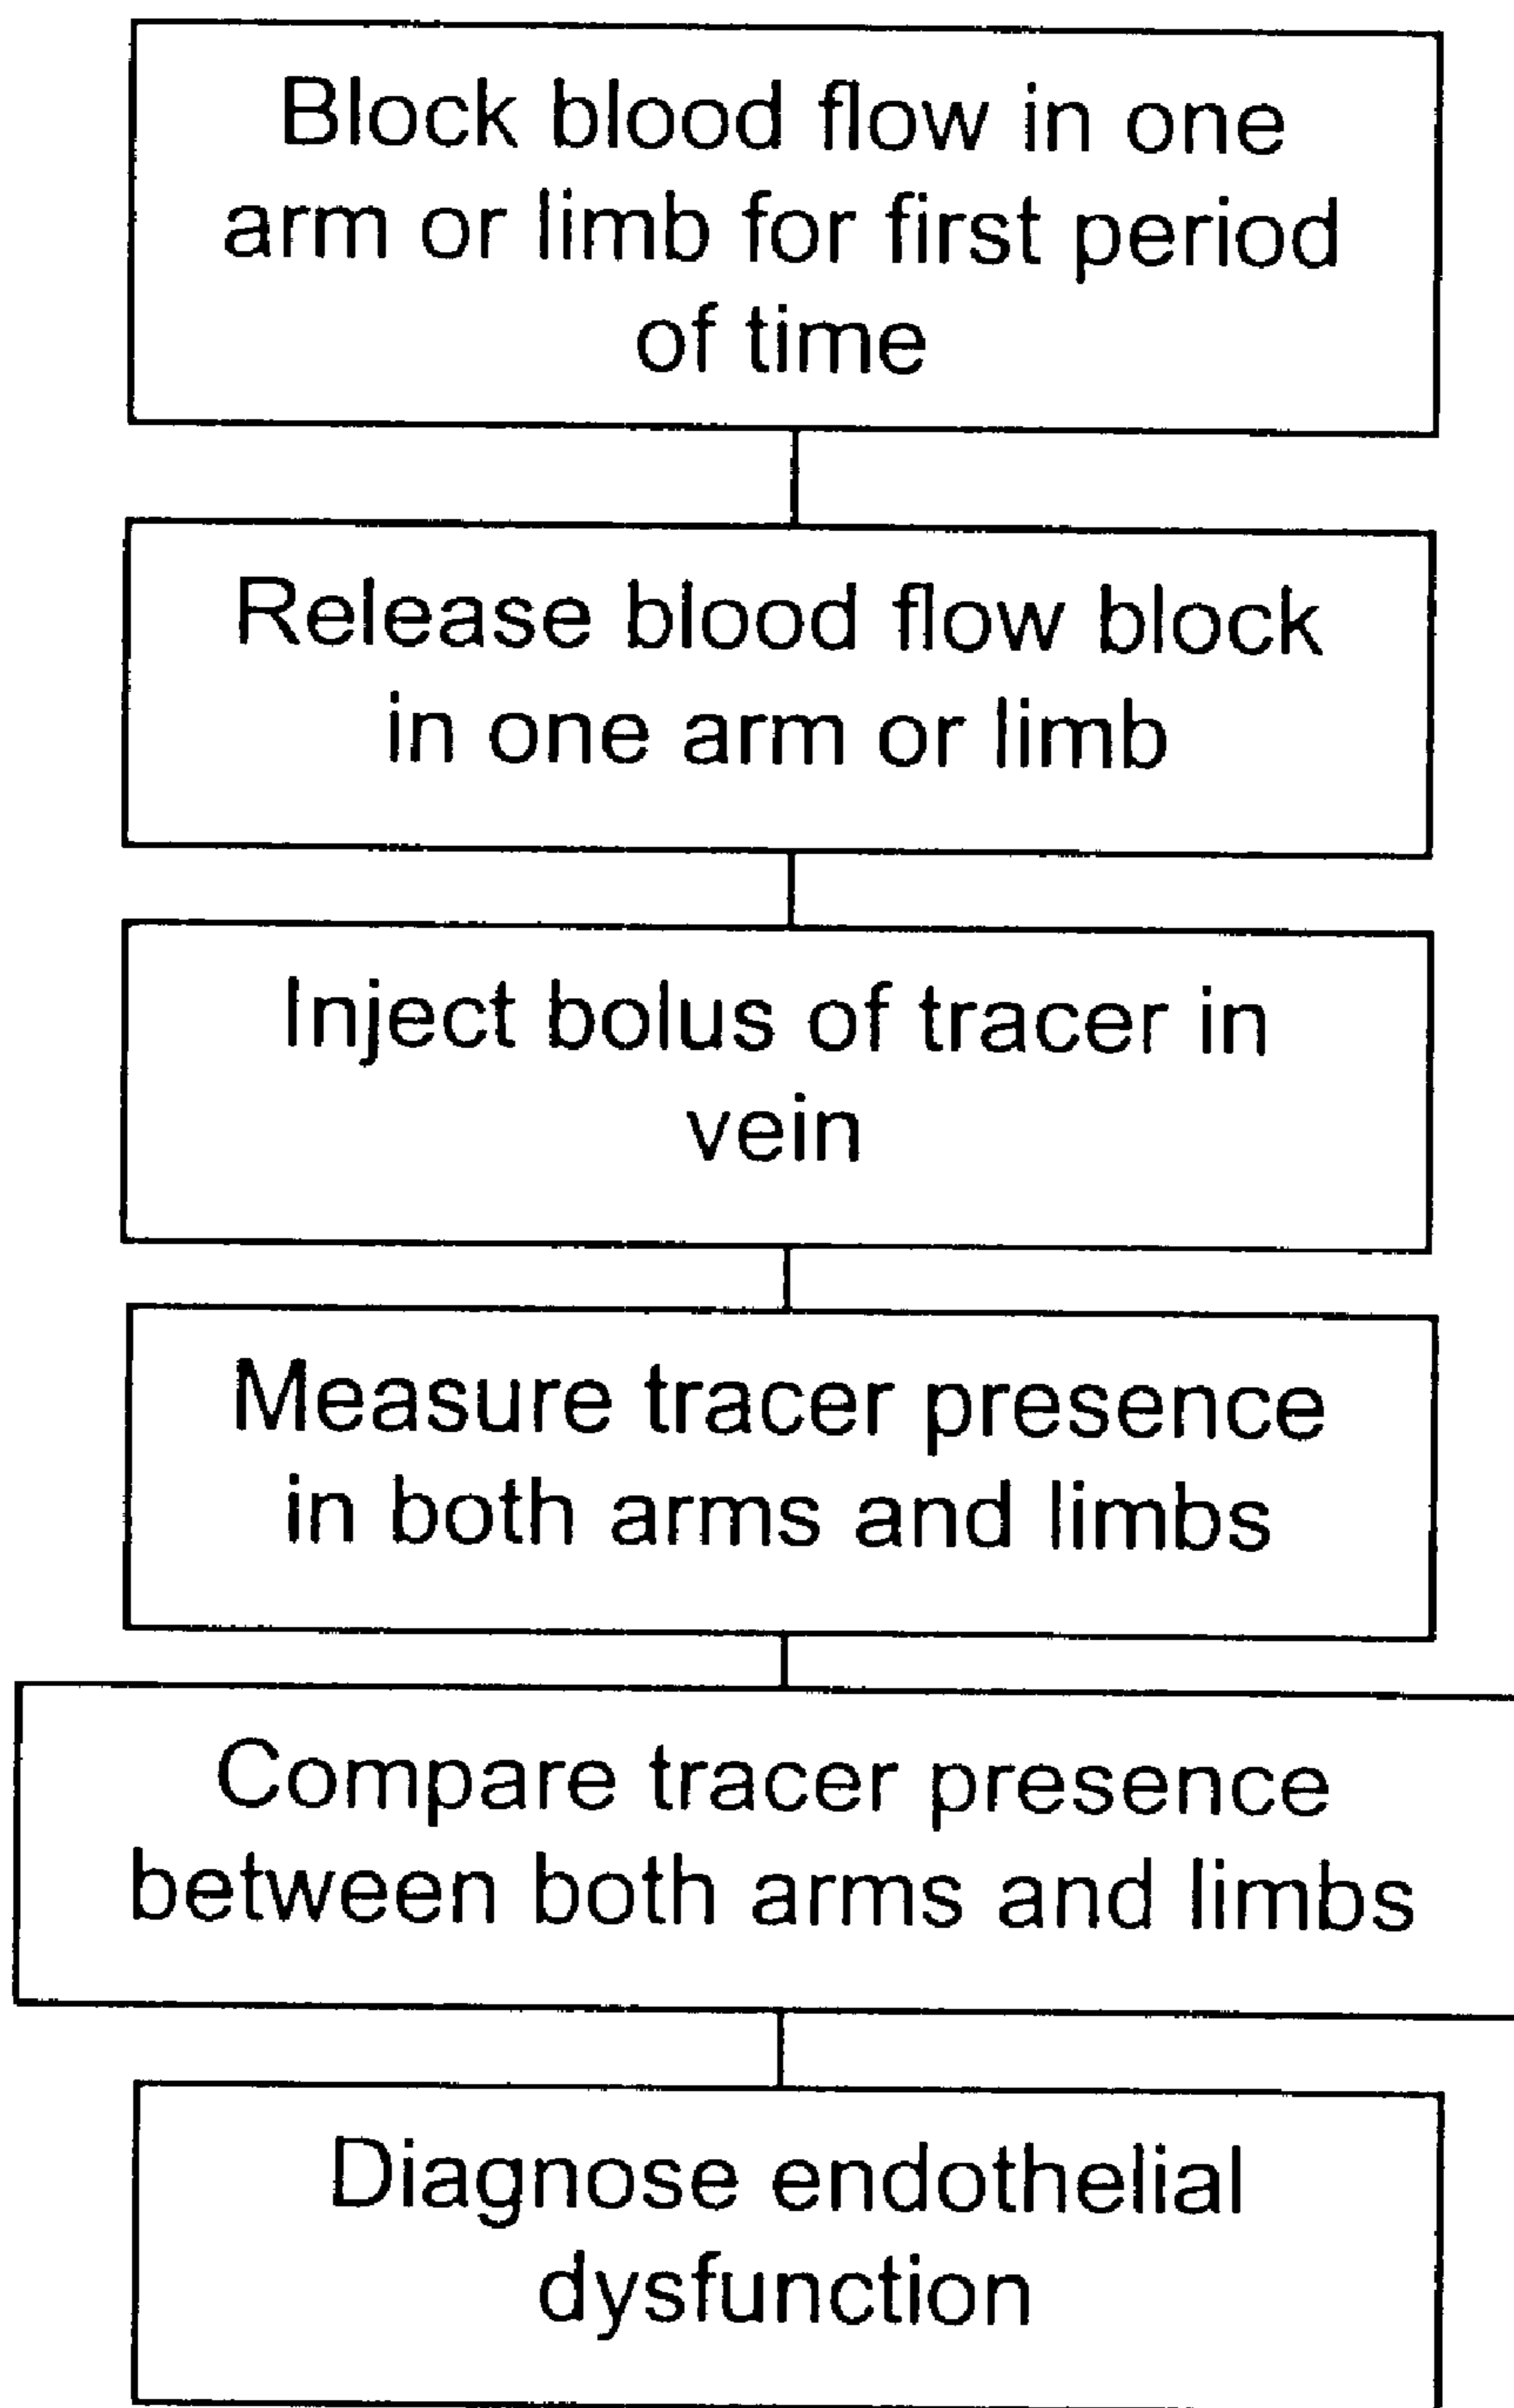 Block blood flow in one
arm or limb for first period
of time
Release blood flow block
in one arm or limb
Inject bolus of tracer in
vein
Measure tracer presence
in both arms and limbs
Compare tracer presence
between both arms and limbs
Diagnose endothelial
dysfunction